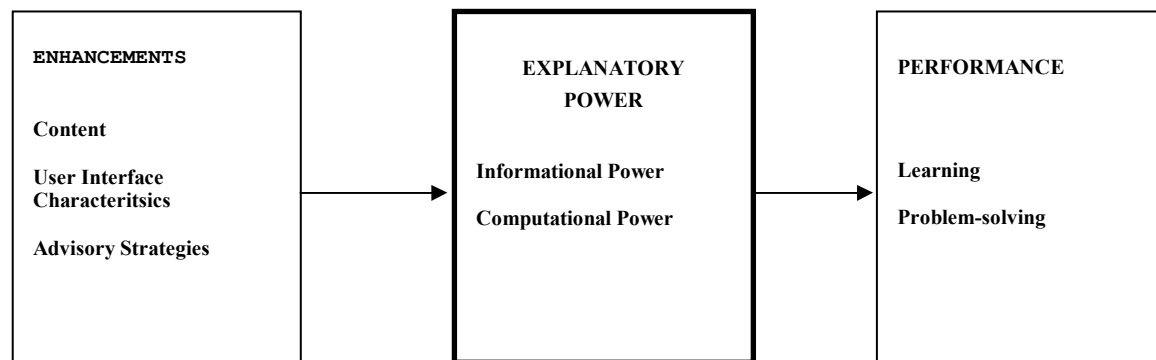 ENHANCEMENTS
Content
User Interface
Characteritsics
Advisory Strategies
EXPLANATORY
POWER
Informational Power
Computational Power
PERFORMANCE
Learning
Problem-solving